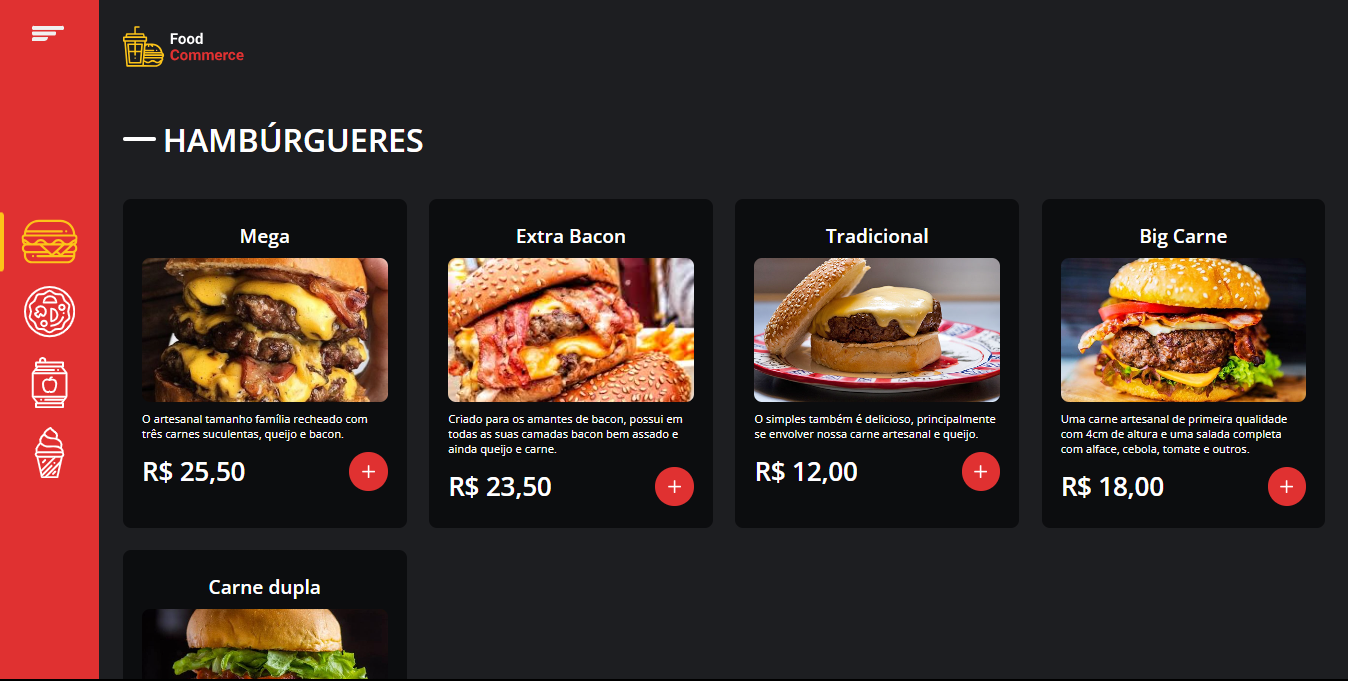 Food
Commerce
HAMBÚRGUERES
Mega
O artesanal tamanho família recheado com
três carnes suculentas, queijo e bacon.
R$ 25,50
+
Extra Bacon
Criado para os amantes de bacon, possui em
todas as suas camadas bacon bem assado e
ainda queijo e carne.
R$ 23,50
+
Tradicional
O simples também é delicioso, principalmente
se envolver nossa carne artesanal e queijo.
R$ 12,00
+
Big Carne
Uma carne artesanal de primeira qualidade
com 4cm de altura e uma salada completa
com alface, cebola, tomate e outros.
R$ 18,00
+
Carne dupla